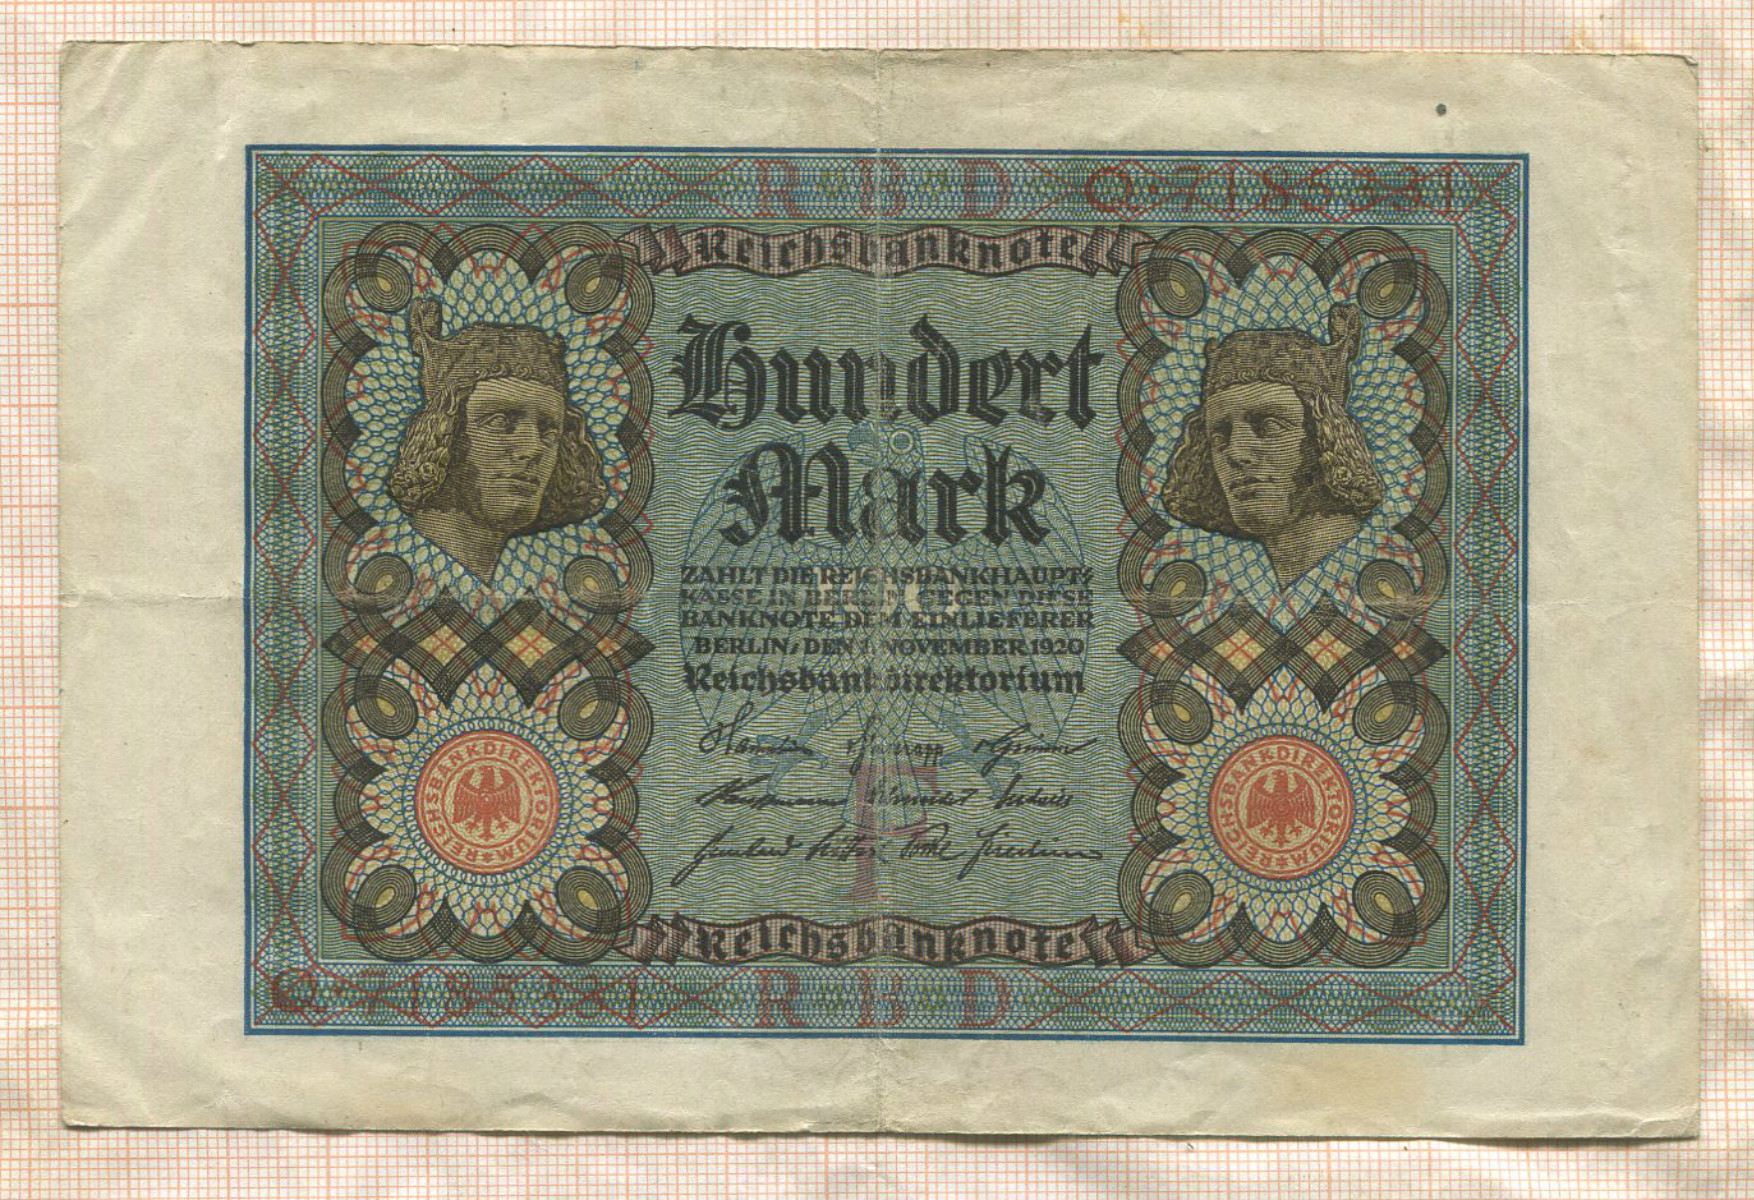 R·B·D Q·7185331
Reichsbanknote
Hundert
Mark
ZAHLT DIE REICHSBANKHAUPT-
KASSE IN BERLIN GEGEN DIESE
BANKNOTE DEM EINLIEFERER
BERLIN, DEN 1. NOVEMBER 1920
Reichsbankdirektorium
REICHSBANKDIREKTORIUM
REICHSBANKDIREKTORIUM
Reichsbanknote
Q·7185331 R B D